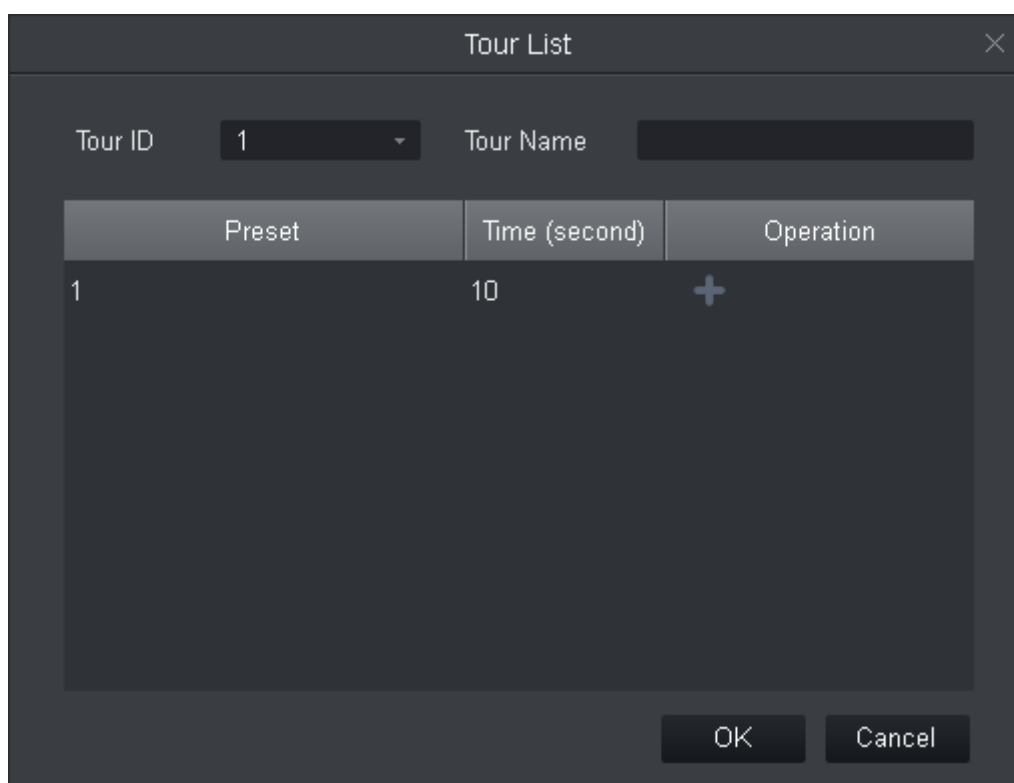 Tour List
Tour ID 1 Tour Name
Preset Time (second) Operation
1 10
OK Cancel